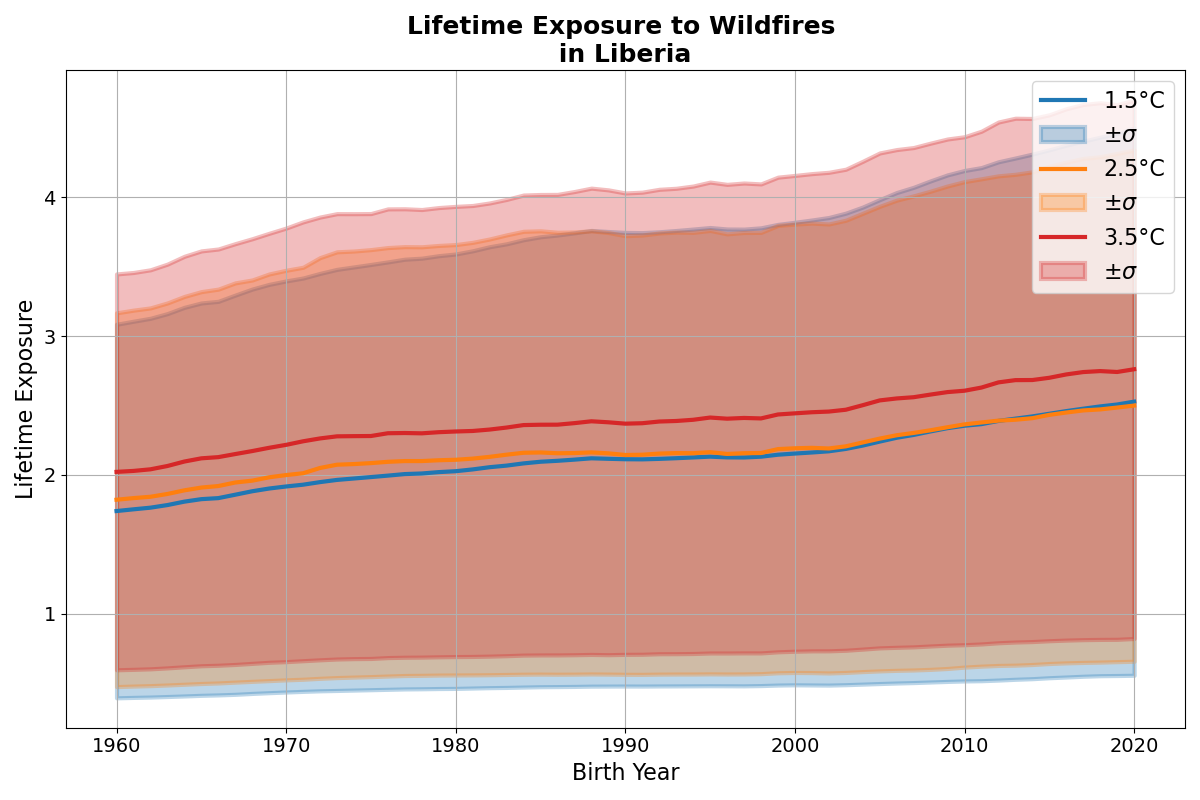 Lifetime Exposure to Wildfires
in Liberia
1.5°C
±σ
2.5°C
±σ
3.5°C
±σ
Lifetime Exposure
4
3
2
1
1960 1970 1980 1990 2000 2010 2020
Birth Year